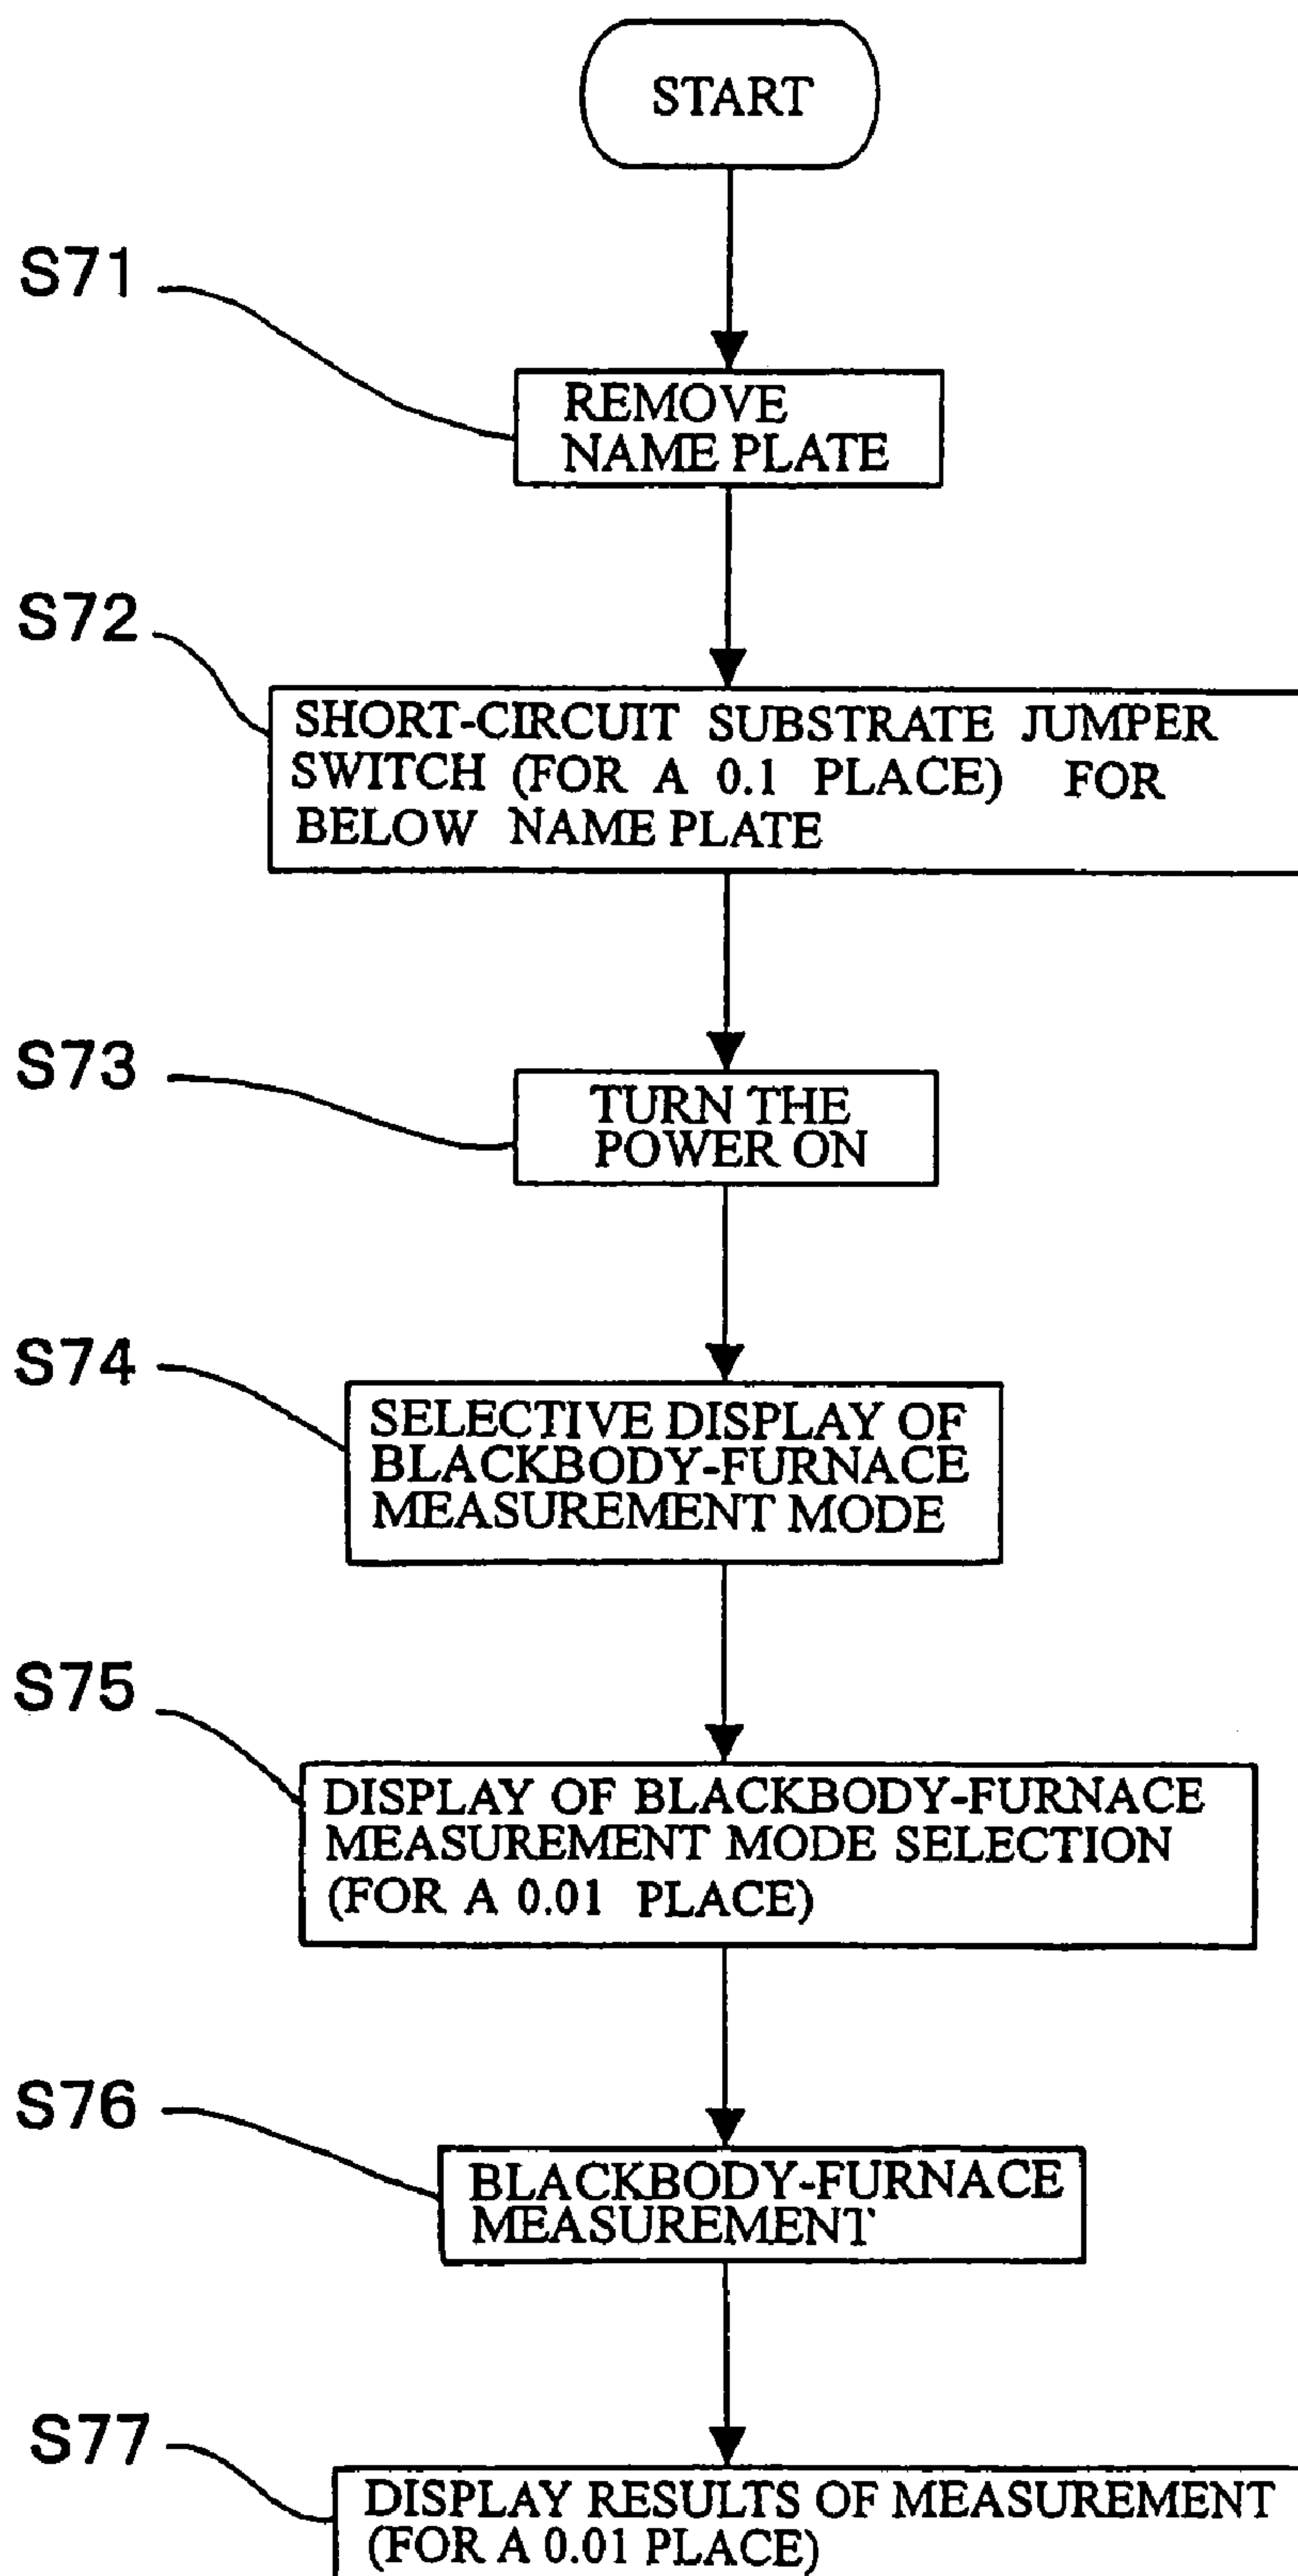 START
S71
REMOVE
NAME PLATE
S72
SHORT-CIRCUIT SUBSTRATE JUMPER
SWITCH (FOR A 0.1 PLACE) FOR
BELOW NAME PLATE
S73
TURN THE
POWER ON
S74
SELECTIVE DISPLAY OF
BLACKBODY-FURNACE
MEASUREMENT MODE
S75
DISPLAY OF BLACKBODY-FURNACE
MEASUREMENT MODE SELECTION
(FOR A 0.01 PLACE)
S76
BLACKBODY-FURNACE
MEASUREMENT
S77
DISPLAY RESULTS OF MEASUREMENT
(FOR A 0.01 PLACE)